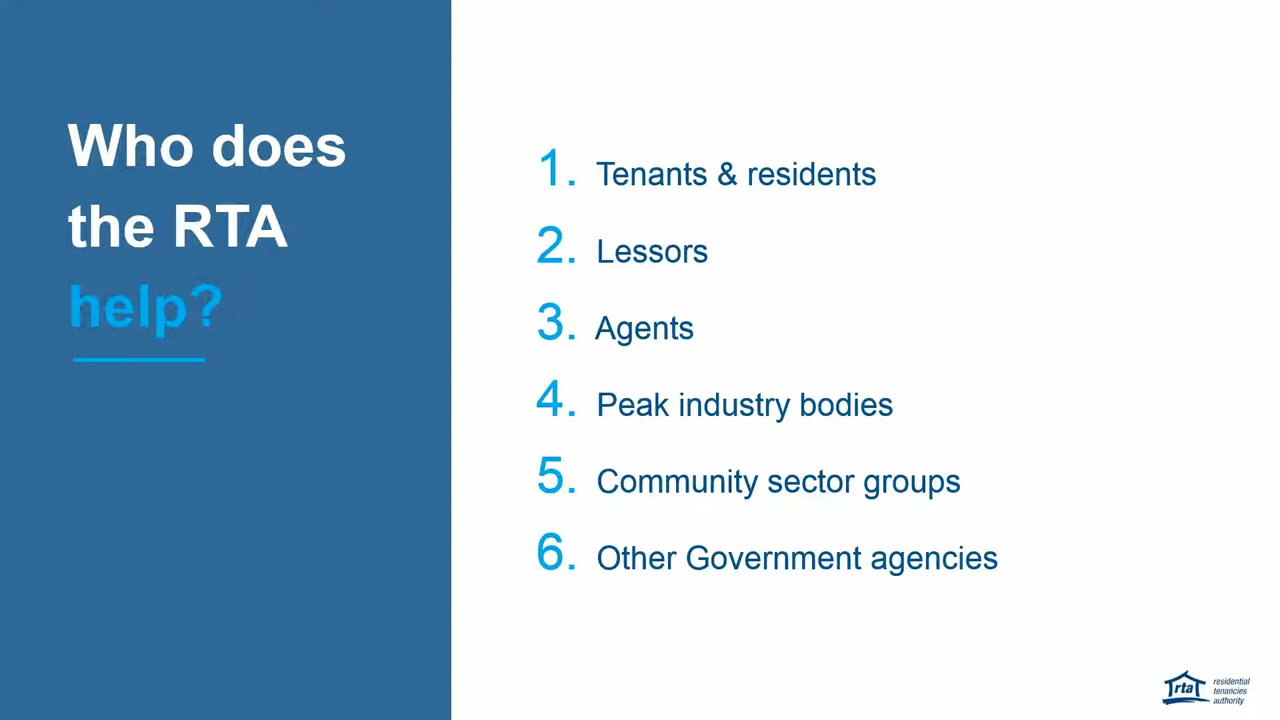 Who does
the RTA
help?
1. Tenants & residents
2. Lessors
3. Agents
4. Peak industry bodies
5. Community sector groups
6. Other Government agencies
rta
residential
tenancies
authority